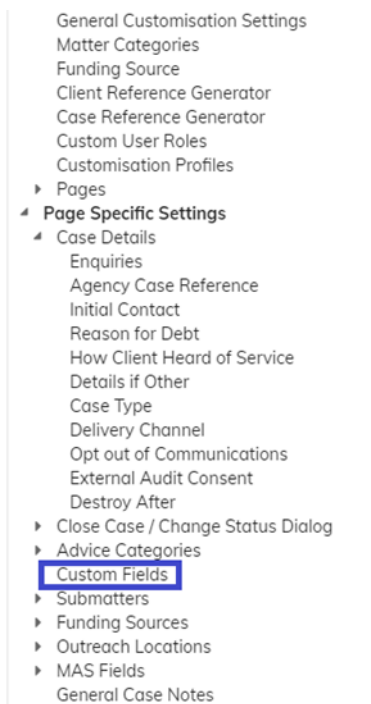 General Customisation Settings
Matter Categories
Funding Source
Client Reference Generator
Case Reference Generator
Custom User Roles
Customisation Profiles
Pages
Page Specific Settings
Case Details
Enquiries
Agency Case Reference
Initial Contact
Reason for Debt
How Client Heard of Service
Details if Other
Case Type
Delivery Channel
Opt out of Communications
External Audit Consent
Destroy After
Close Case / Change Status Dialog
Advice Categories
Custom Fields
Submatters
Funding Sources
Outreach Locations
MAS Fields
General Case Notes